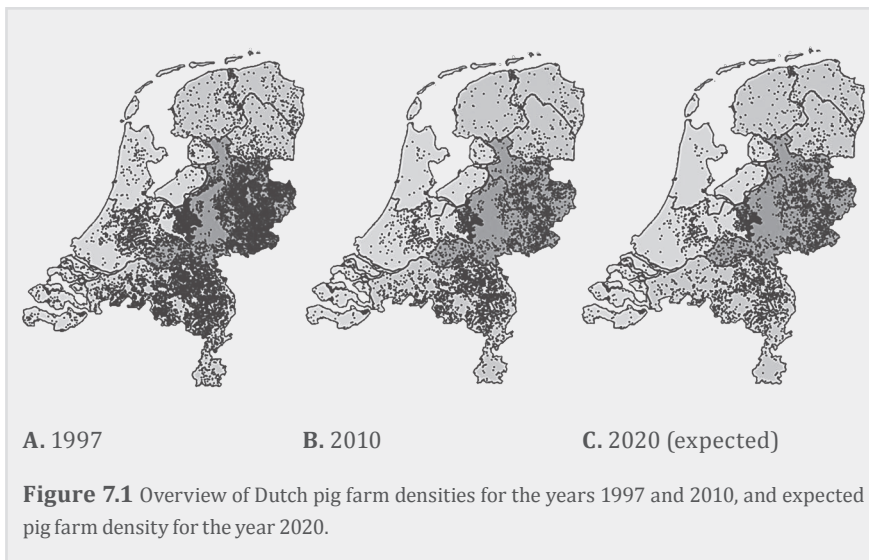 A. 1997
B. 2010
C. 2020 (expected)
Figure 7.1 Overview of Dutch pig farm densities for the years 1997 and 2010, and expected
pig farm density for the year 2020.